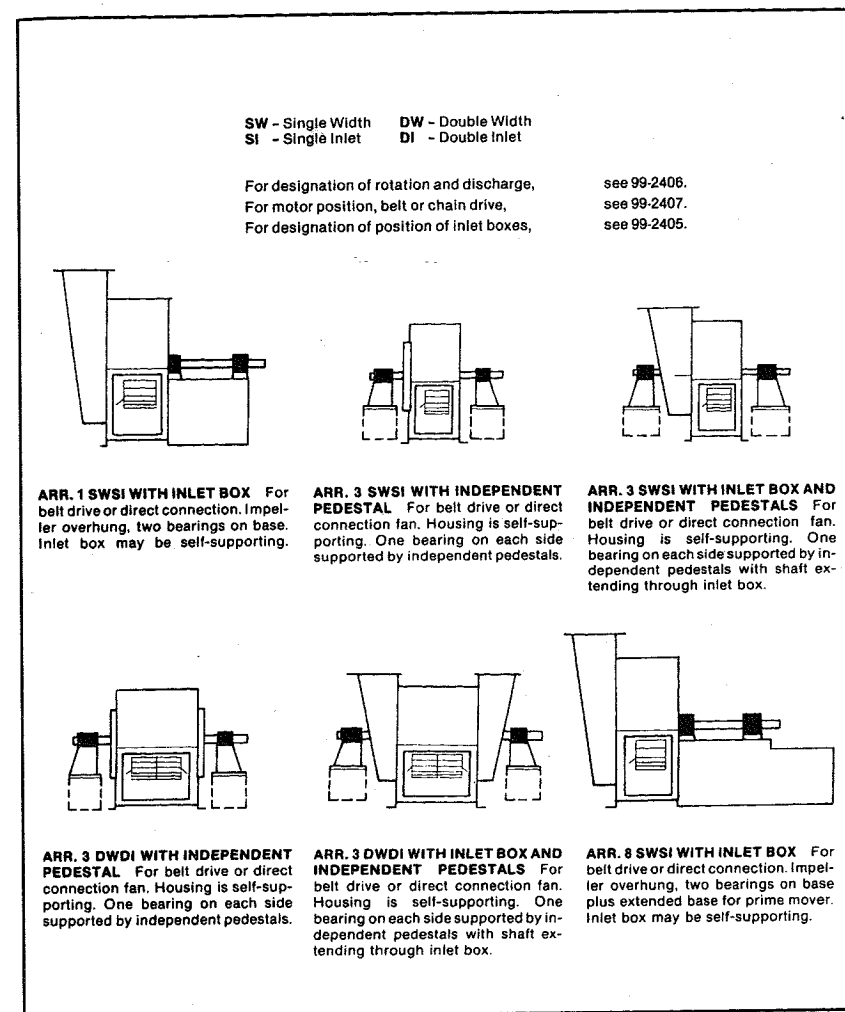 SW – Single Width DW – Double Width
SI – Single Inlet DI – Double Inlet
For designation of rotation and discharge, see 99-2406.
For motor position, belt or chain drive, see 99-2407.
For designation of position of inlet boxes, see 99-2405.
ARR. 1 SWSI WITH INLET BOX For
belt drive or direct connection. Impel-
ler overhung, two bearings on base.
Inlet box may be self-supporting.
ARR. 3 SWSI WITH INDEPENDENT
PEDESTAL For belt drive or direct
connection fan. Housing is self-sup-
porting. One bearing on each side
supported by independent pedestals.
ARR. 3 SWSI WITH INLET BOX AND
INDEPENDENT PEDESTALS For
belt drive or direct connection fan.
Housing is self-supporting. One
bearing on each side supported by in-
dependent pedestals with shaft ex-
tending through inlet box.
ARR. 3 DWDI WITH INDEPENDENT
PEDESTAL For belt drive or direct
connection fan. Housing is self-sup-
porting. One bearing on each side
supported by independent pedestals.
ARR. 3 DWDI WITH INLET BOX AND
INDEPENDENT PEDESTALS For
belt drive or direct connection fan.
Housing is self-supporting. One
bearing on each side supported by in-
dependent pedestals with shaft ex-
tending through inlet box.
ARR. 8 SWSI WITH INLET BOX For
belt drive or direct connection. Impel-
ler overhung, two bearings on base
plus extended base for prime mover.
Inlet box may be self-supporting.